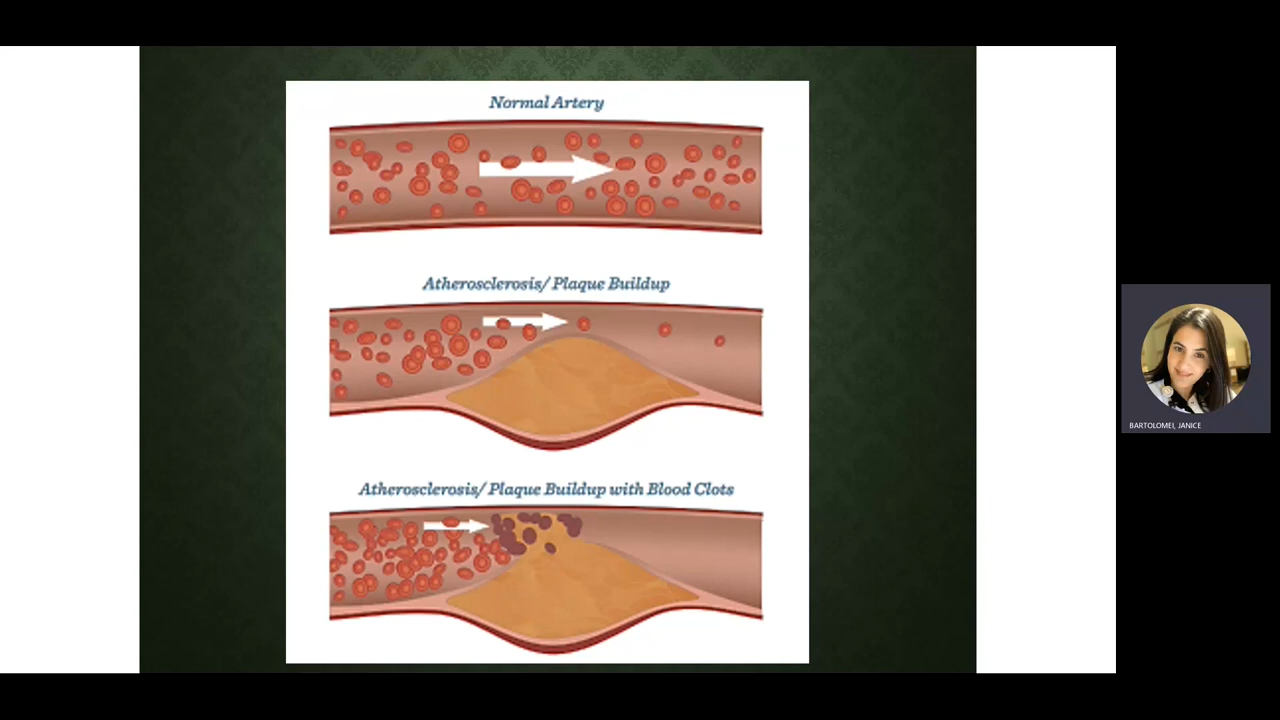 Normal Artery
Atherosclerosis/ Plaque Buildup
Atherosclerosis/ Plaque Buildup with Blood Clots
BARTOLOMEI, JANICE